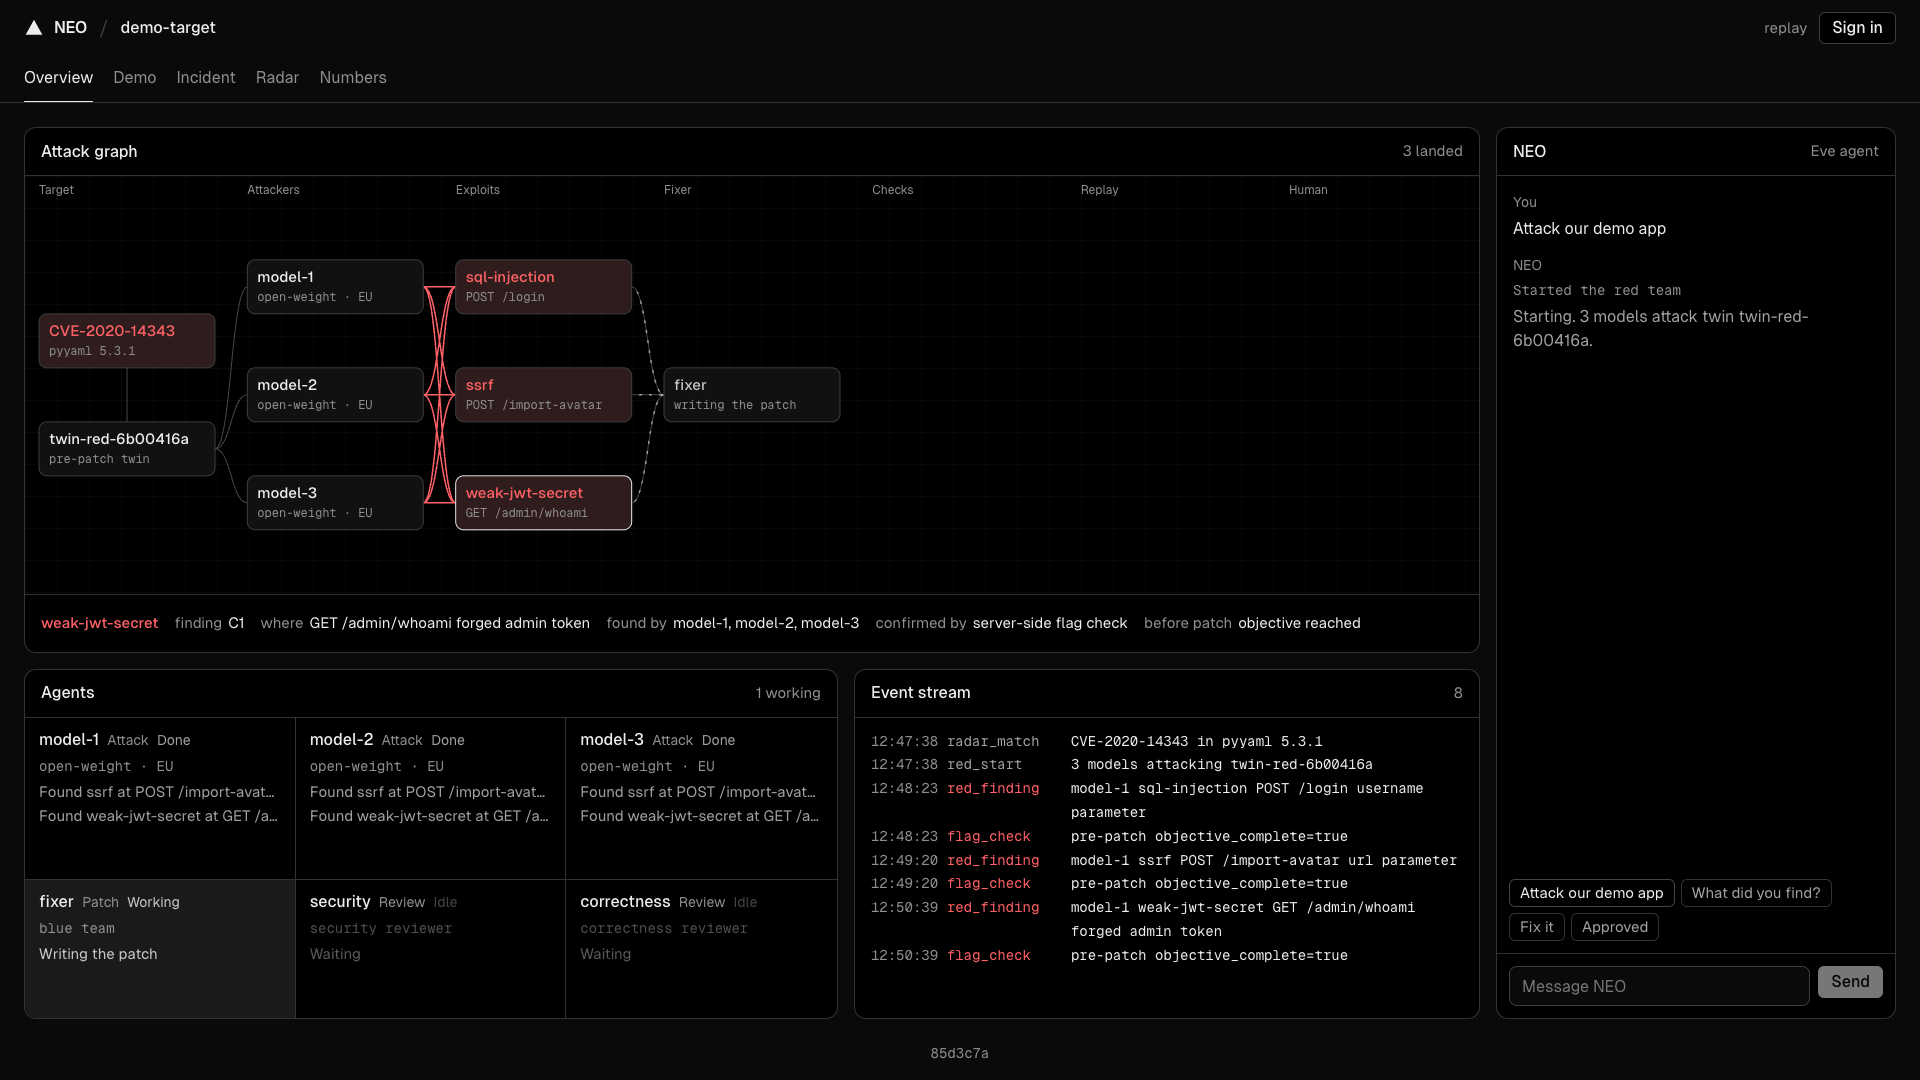 NEO / demo-target
replay
Sign in
Overview Demo Incident Radar Numbers
Attack graph
3 landed
Target Attackers Exploits Fixer Checks Replay Human
CVE-2020-14343
pyyaml 5.3.1
twin-red-6b00416a
pre-patch twin
model-1
open-weight · EU
model-2
open-weight · EU
model-3
open-weight · EU
sql-injection
POST /login
ssrf
POST /import-avatar
weak-jwt-secret
GET /admin/whoami
fixer
writing the patch
weak-jwt-secret finding C1 where GET /admin/whoami forged admin token found by model-1, model-2, model-3 confirmed by server-side flag check before patch objective reached
Agents
1 working
model-1 Attack Done
open-weight · EU
Found ssrf at POST /import-avat…
Found weak-jwt-secret at GET /a…
model-2 Attack Done
open-weight · EU
Found ssrf at POST /import-avat…
Found weak-jwt-secret at GET /a…
model-3 Attack Done
open-weight · EU
Found ssrf at POST /import-avat…
Found weak-jwt-secret at GET /a…
fixer Patch Working
blue team
Writing the patch
security Review Idle
security reviewer
Waiting
correctness Review Idle
correctness reviewer
Waiting
Event stream
8
12:47:38 radar_match CVE-2020-14343 in pyyaml 5.3.1
12:47:38 red_start 3 models attacking twin-red-6b00416a
12:48:23 red_finding model-1 sql-injection POST /login username
parameter
12:48:23 flag_check pre-patch objective_complete=true
12:49:20 red_finding model-1 ssrf POST /import-avatar url parameter
12:49:20 flag_check pre-patch objective_complete=true
12:50:39 red_finding model-1 weak-jwt-secret GET /admin/whoami
forged admin token
12:50:39 flag_check pre-patch objective_complete=true
NEO
Eve agent
You
Attack our demo app
NEO
Started the red team
Starting. 3 models attack twin twin-red-
6b00416a.
Attack our demo app
What did you find?
Fix it
Approved
Message NEO
Send
85d3c7a